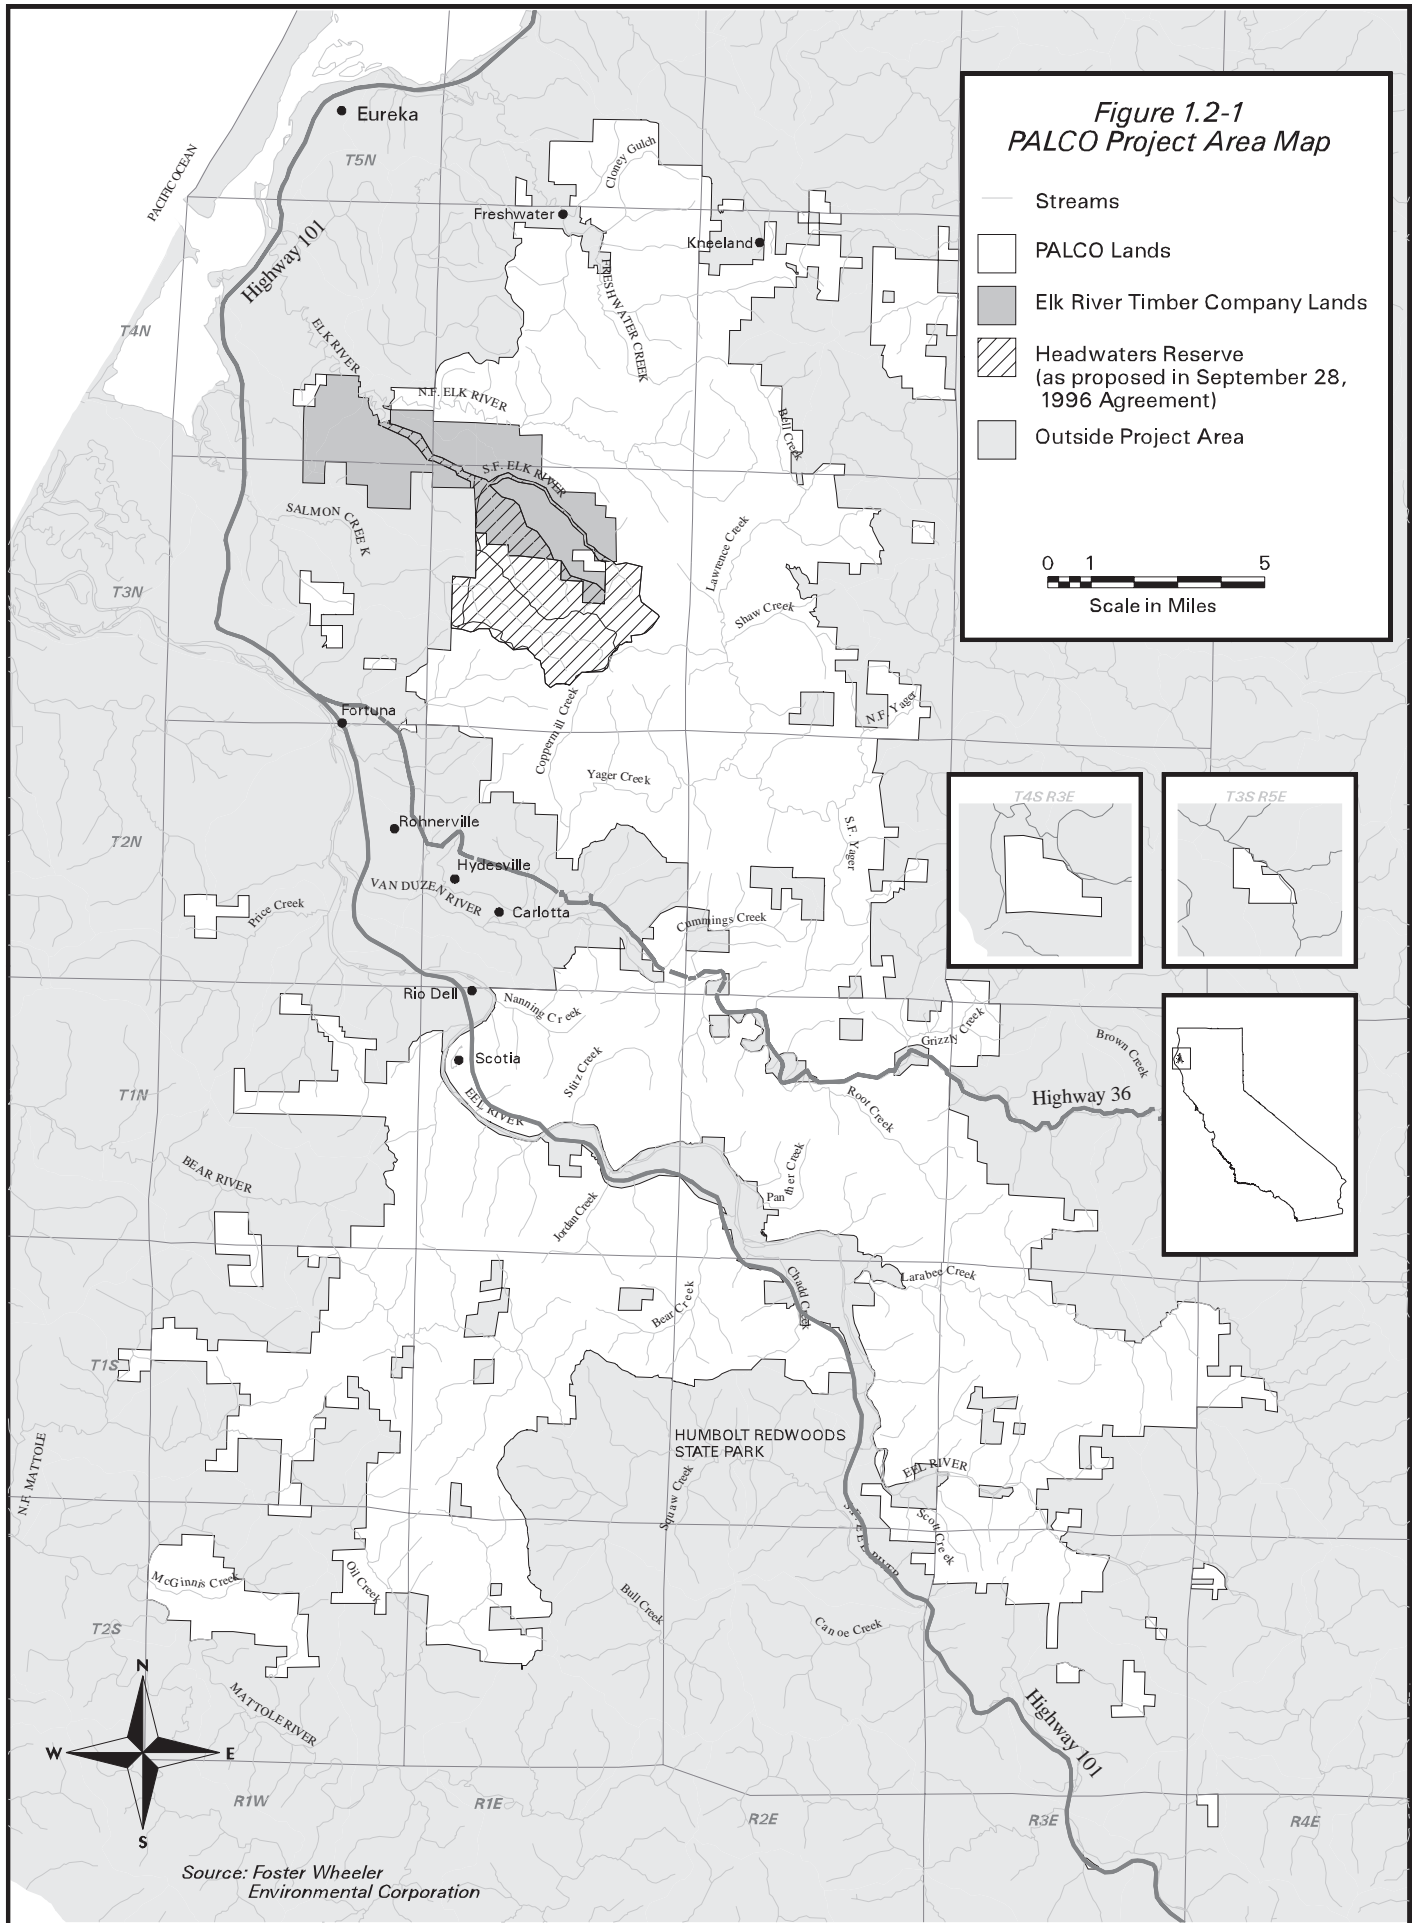 Figure 1.2-1
PALCO Project Area Map
Streams
PALCO Lands
Elk River Timber Company Lands
Headwaters Reserve
(as proposed in September 28,
1996 Agreement)
Outside Project Area
0 1 5
Scale in Miles
Eureka
T5N
PACIFIC OCEAN
Cloney Gulch
Freshwater
Kneeland
Highway 101
FRESHWATER CREEK
T4N
ELK RIVER
N.F. ELK RIVER
Bell Creek
S.F. ELK RIVER
SALMON CREEK
Lawrence Creek
T3N
Shaw Creek
N.F. Yager
Fortuna
Coppermill Creek
Yager Creek
T4S R3E
T3S R5E
Rohnerville
S.F. Yager
T2N
Hydesville
VAN DUZEN RIVER
Carlotta
Price Creek
Cummings Creek
Rio Dell
Nanning Creek
Grizzly Creek
Brown Creek
Scotia
Stitz Creek
Root Creek
Highway 36
T1N
EEL RIVER
BEAR RIVER
Panther Creek
Jordan Creek
Chadd Creek
Larabee Creek
Bear Creek
T1S
HUMBOLT REDWOODS
STATE PARK
N.F. MATTOLE
EEL RIVER
Squaw Creek
S.F. EEL RIVER
Scott Creek
McGinnis Creek
Oil Creek
Bull Creek
Canoe Creek
T2S
N
W E
S
MATTOLE RIVER
Highway 101
R1W
R1E
R2E
R3E
R4E
Source: Foster Wheeler
Environmental Corporation